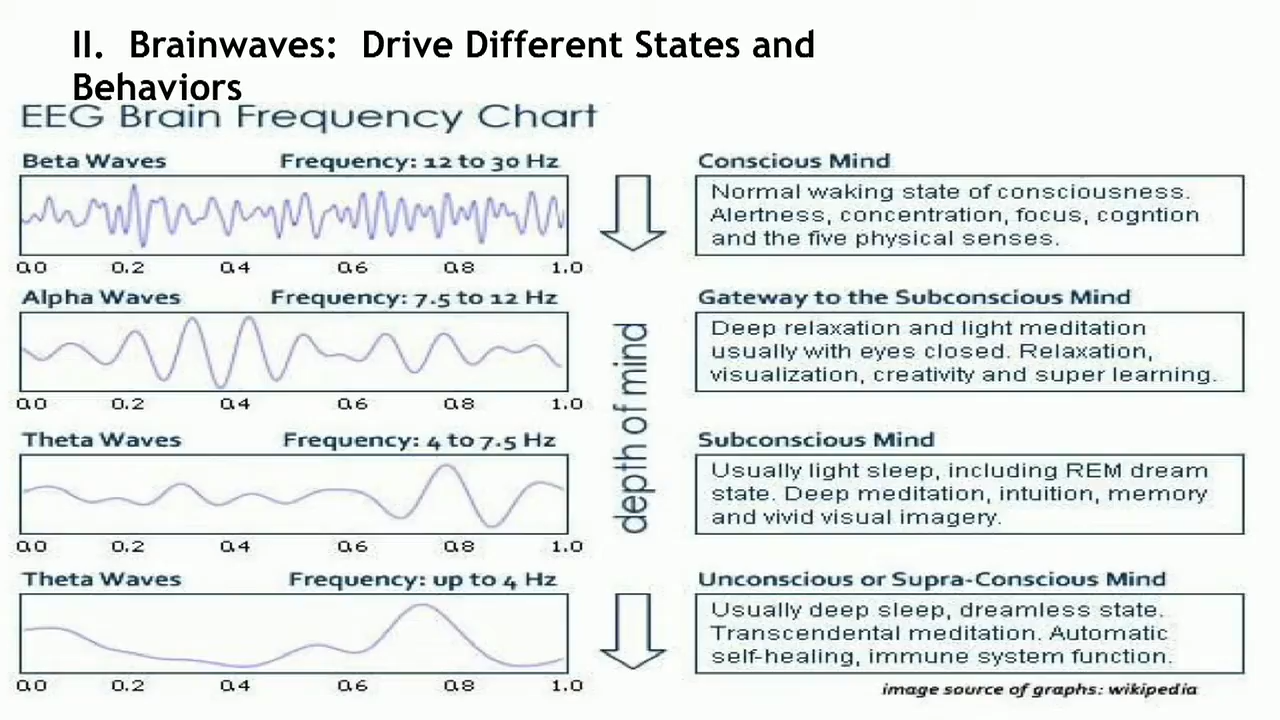 II. Brainwaves: Drive Different States and
Behaviors
EEG Brain Frequency Chart
Beta Waves Frequency: 12 to 30 Hz
0.0 0.2 0.4 0.6 0.8 1.0
Conscious Mind
Normal waking state of consciousness.
Alertness, concentration, focus, cogntion
and the five physical senses.
Alpha Waves Frequency: 7.5 to 12 Hz
0.0 0.2 0.4 0.6 0.8 1.0
Gateway to the Subconscious Mind
Deep relaxation and light meditation
usually with eyes closed. Relaxation,
visualization, creativity and super learning.
depth of mind
Theta Waves Frequency: 4 to 7.5 Hz
0.0 0.2 0.4 0.6 0.8 1.0
Subconscious Mind
Usually light sleep, including REM dream
state. Deep meditation, intuition, memory
and vivid visual imagery.
Theta Waves Frequency: up to 4 Hz
0.0 0.2 0.4 0.6 0.8 1.0
Unconscious or Supra-Conscious Mind
Usually deep sleep, dreamless state.
Transcendental meditation. Automatic
self-healing, immune system function.
image source of graphs: wikipedia